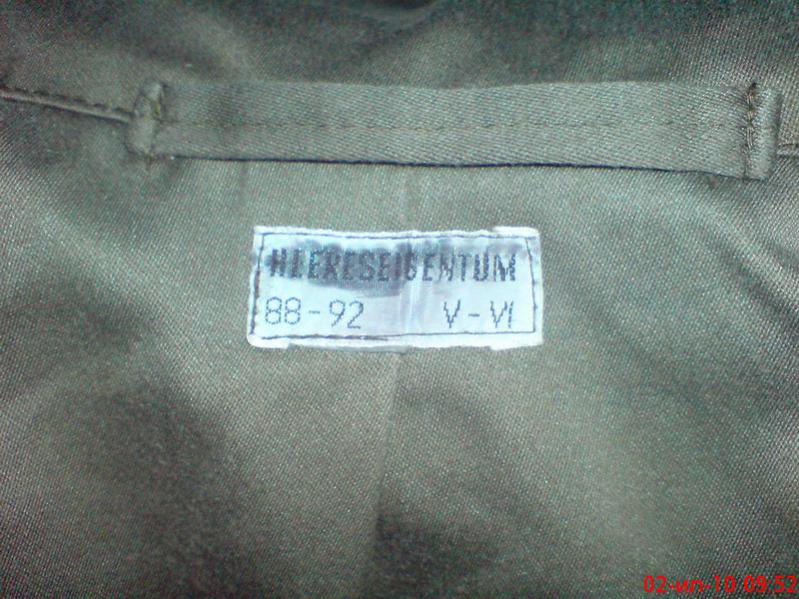 HEERESEIGENTUM
88 - 92 V - VI
02-ил-10 09:52